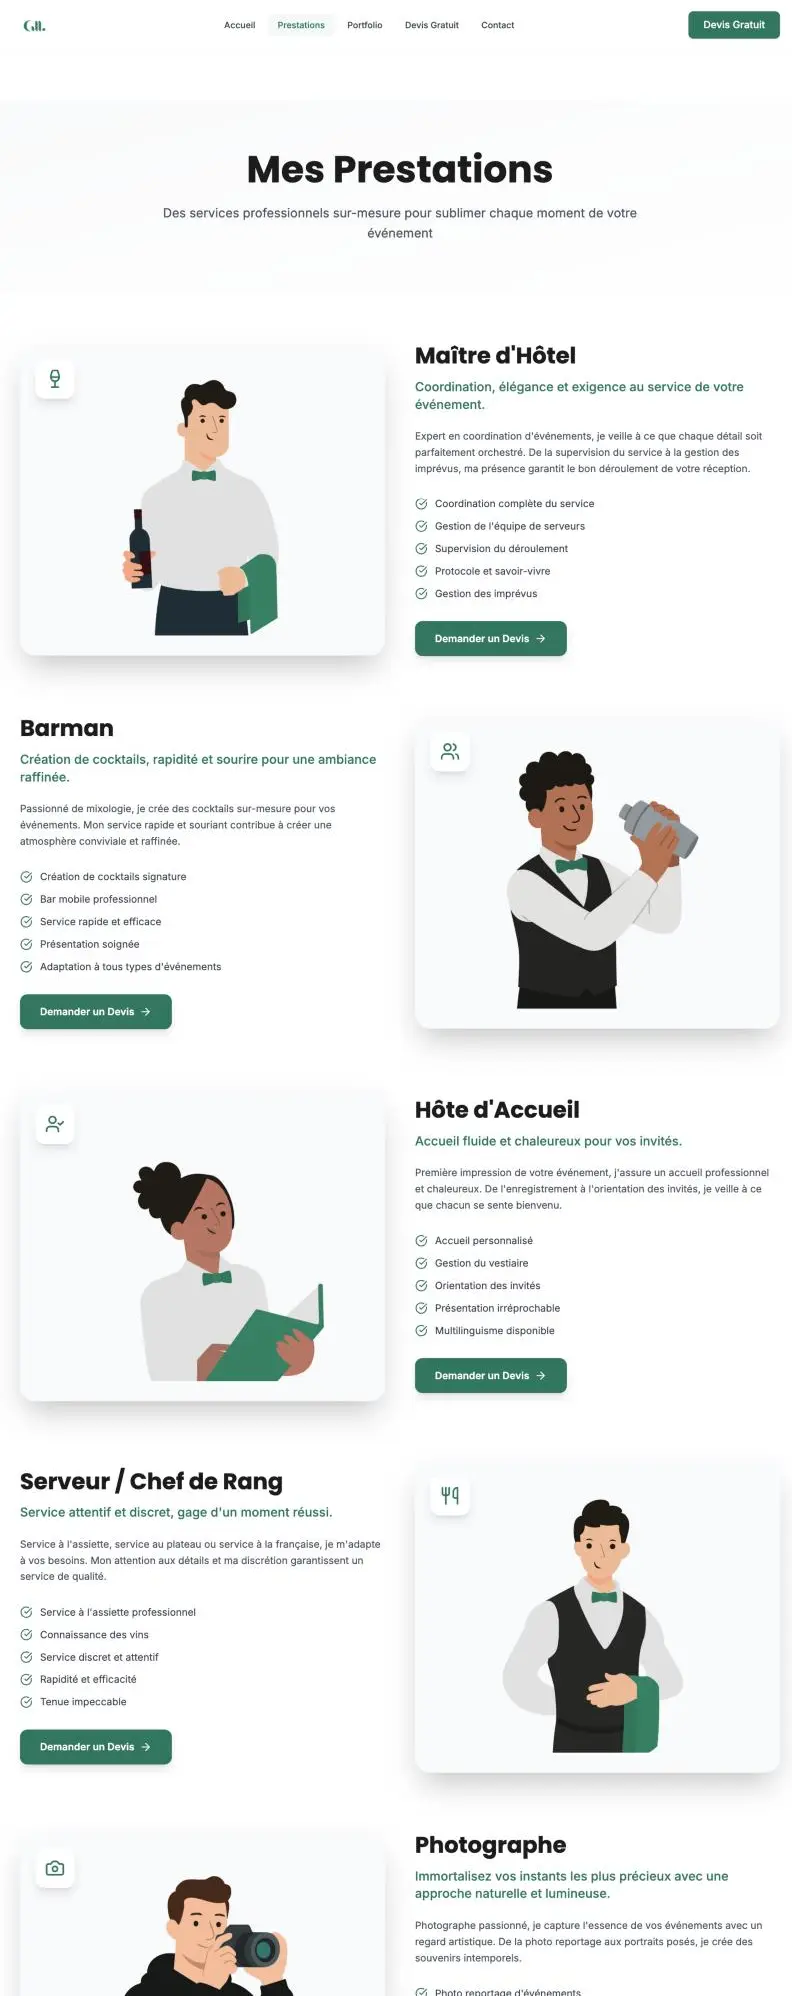 Gu.
Accueil
Prestations
Portfolio
Devis Gratuit
Contact
Devis Gratuit
Mes Prestations
Des services professionnels sur-mesure pour sublimer chaque moment de votre
événement
Maître d'Hôtel
Coordination, élégance et exigence au service de votre
événement.
Expert en coordination d'événements, je veille à ce que chaque détail soit
parfaitement orchestré. De la supervision du service à la gestion des
imprévus, ma présence garantit le bon déroulement de votre réception.
Coordination complète du service
Gestion de l'équipe de serveurs
Supervision du déroulement
Protocole et savoir-vivre
Gestion des imprévus
Demander un Devis
Barman
Création de cocktails, rapidité et sourire pour une ambiance
raffinée.
Passionné de mixologie, je crée des cocktails sur-mesure pour vos
événements. Mon service rapide et souriant contribue à créer une
atmosphère conviviale et raffinée.
Création de cocktails signature
Bar mobile professionnel
Service rapide et efficace
Présentation soignée
Adaptation à tous types d'événements
Demander un Devis
Hôte d'Accueil
Accueil fluide et chaleureux pour vos invités.
Première impression de votre événement, j'assure un accueil professionnel
et chaleureux. De l'enregistrement à l'orientation des invités, je veille à ce
que chacun se sente bienvenu.
Accueil personnalisé
Gestion du vestiaire
Orientation des invités
Présentation irréprochable
Multilinguisme disponible
Demander un Devis
Serveur / Chef de Rang
Service attentif et discret, gage d'un moment réussi.
Service à l'assiette, service au plateau ou service à la française, je m'adapte
à vos besoins. Mon attention aux détails et ma discrétion garantissent un
service de qualité.
Service à l'assiette professionnel
Connaissance des vins
Service discret et attentif
Rapidité et efficacité
Tenue impeccable
Demander un Devis
Photographe
Immortalisez vos instants les plus précieux avec une
approche naturelle et lumineuse.
Photographe passionné, je capture l'essence de vos événements avec un
regard artistique. De la photo reportage aux portraits posés, je crée des
souvenirs intemporels.
Photo reportage d'événements